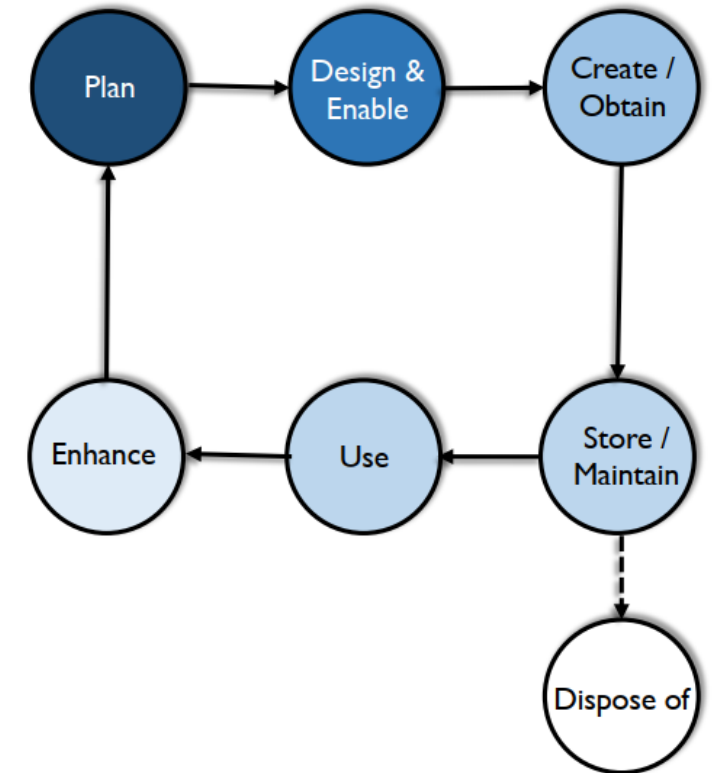 Plan
Design &
Enable
Create /
Obtain
Enhance
Use
Store /
Maintain
Dispose of